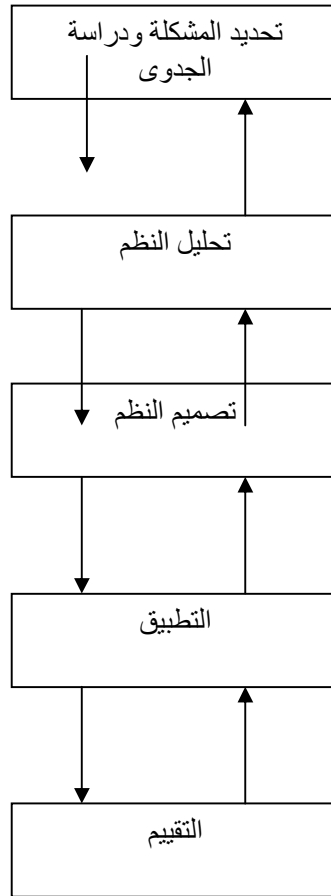 تحديد المشكلة ودراسة
الجدوى
تحليل النظم
تصميم النظم
التطبيق
التقييم